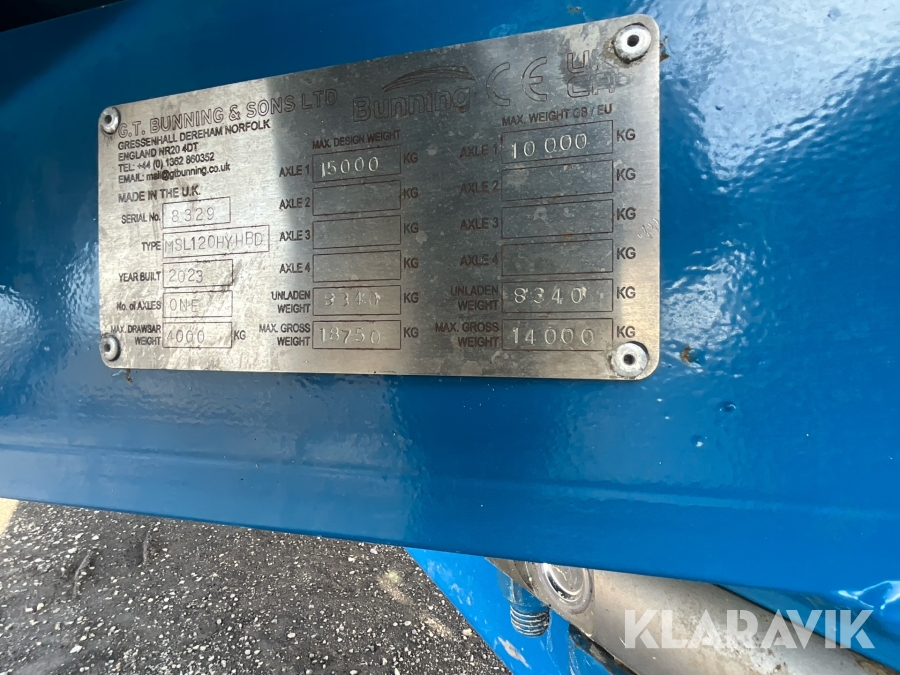 G.T. BUNNING & SONS LTD
GRESSENHALL DEREHAM NORFOLK
ENGLAND NR20 4DT
TEL: +44 (0) 1362 860352
EMAIL: mail@gtbunning.co.uk
MADE IN THE U.K.
SERIAL No. 8329
TYPE MSL120HYHBD
YEAR BUILT 2023
No. of AXLES ONE
MAX. DRAWBAR WEIGHT 4000 KG
MAX. DESIGN WEIGHT
AXLE 1 15000 KG
AXLE 2 KG
AXLE 3 KG
AXLE 4 KG
UNLADEN WEIGHT 8340 KG
MAX. GROSS WEIGHT 18750 KG
Bunning CE UKCA
MAX. WEIGHT GB / EU
AXLE 1 10000 KG
AXLE 2 KG
AXLE 3 KG
AXLE 4 KG
UNLADEN WEIGHT 8340 KG
MAX. GROSS WEIGHT 14000 KG
KLARAVIK